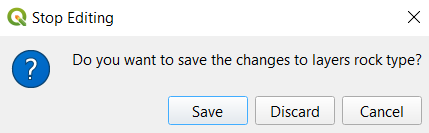 Stop Editing
Do you want to save the changes to layers rock type?
Save Discard Cancel